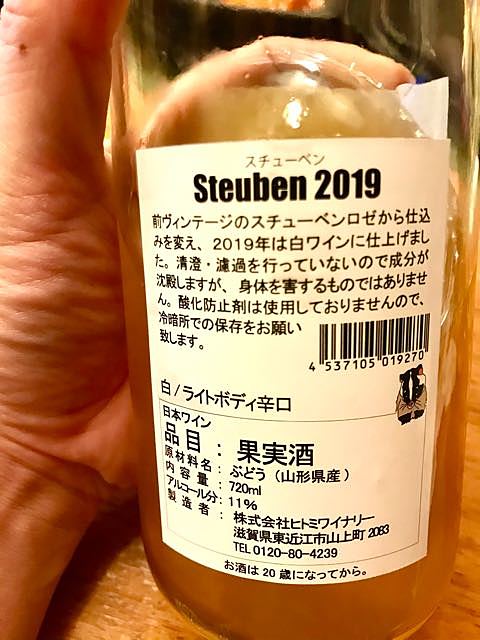 スチューベン
Steuben 2019
前ヴィンテージのスチューベンロゼから仕込
みを変え、2019年は白ワインに仕上げまし
た。清澄・濾過を行っていないので成分が
沈殿しますが、身体を害するものではありませ
ん。酸化防止剤は使用しておりませんので、
冷暗所での保存をお願い
致します。
4 537105 019270
白/ライトボディ辛口
日本ワイン
品目:果実酒
原材料名:ぶどう(山形県産)
内容量:720ml
アルコール分:11%
製造者:株式会社ヒトミワイナリー
滋賀県東近江市山上町2083
TEL 0120-80-4239
お酒は20歳になってから。